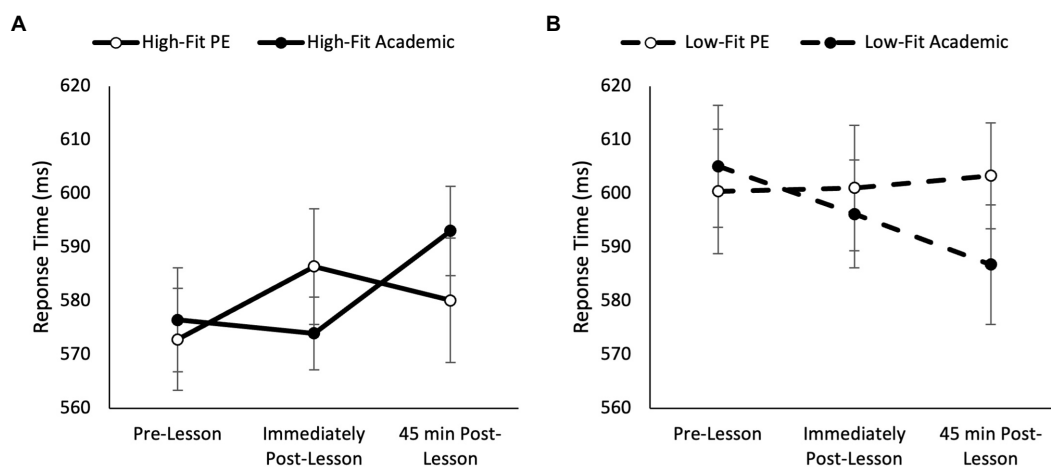 A
High-Fit PE
High-Fit Academic
Reponse Time (ms)
620
610
600
590
580
570
560
Pre-Lesson
Immediately
Post-Lesson
45 min Post-
Lesson
B
Low-Fit PE
Low-Fit Academic
Reponse Time (ms)
620
610
600
590
580
570
560
Pre-Lesson
Immediately
Post-Lesson
45 min Post-
Lesson